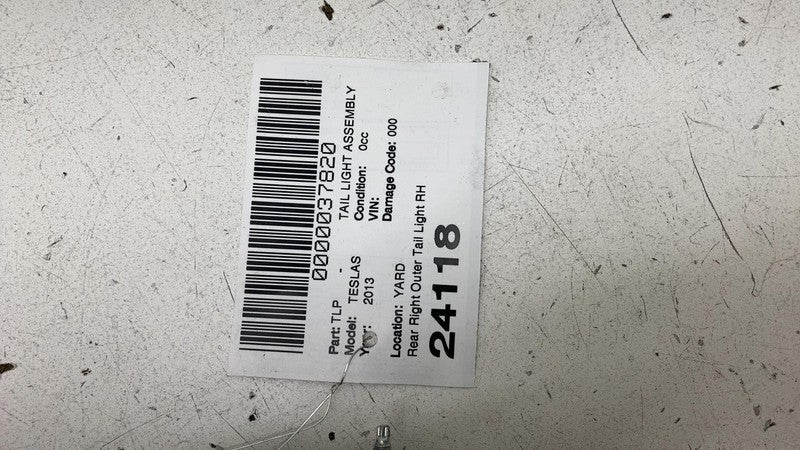 0000037820
Part: TLP - TAIL LIGHT ASSEMBLY
Model: TESLAS Condition: 0cc
Year: 2013 VIN:
Damage Code: 000
Location: YARD
Rear Right Outer Tail Light RH
24118